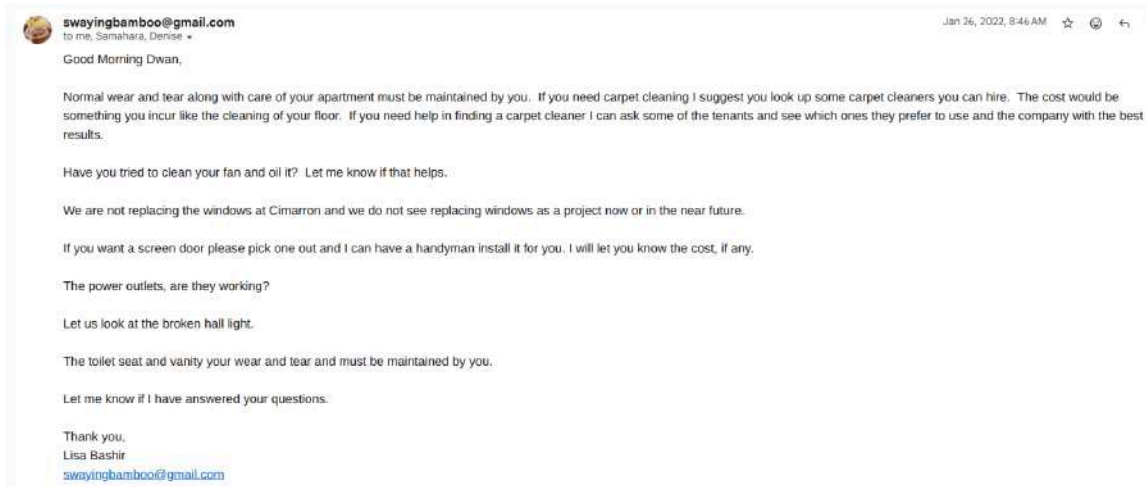 swayingbamboo@gmail.com
Jan 26, 2022, 8:46 AM
to me, Samahara, Denise
Good Morning Dwan,
Normal wear and tear along with care of your apartment must be maintained by you.  If you need carpet cleaning I suggest you look up some carpet cleaners you can hire.  The cost would be
something you incur like the cleaning of your floor.  If you need help in finding a carpet cleaner I can ask some of the tenants and see which ones they prefer to use and the company with the best
results.
Have you tried to clean your fan and oil it?  Let me know if that helps.
We are not replacing the windows at Cimarron and we do not see replacing windows as a project now or in the near future.
If you want a screen door please pick one out and I can have a handyman install it for you. I will let you know the cost, if any.
The power outlets, are they working?
Let us look at the broken hall light.
The toilet seat and vanity your wear and tear and must be maintained by you.
Let me know if I have answered your questions.
Thank you,
Lisa Bashir
swayingbamboo@gmail.com